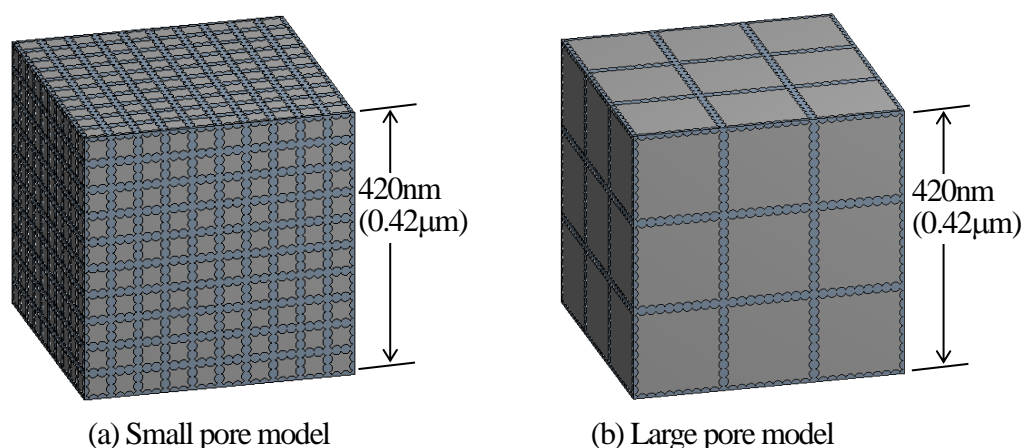 420nm
(0.42μm)
420nm
(0.42μm)
(a) Small pore model
(b) Large pore model